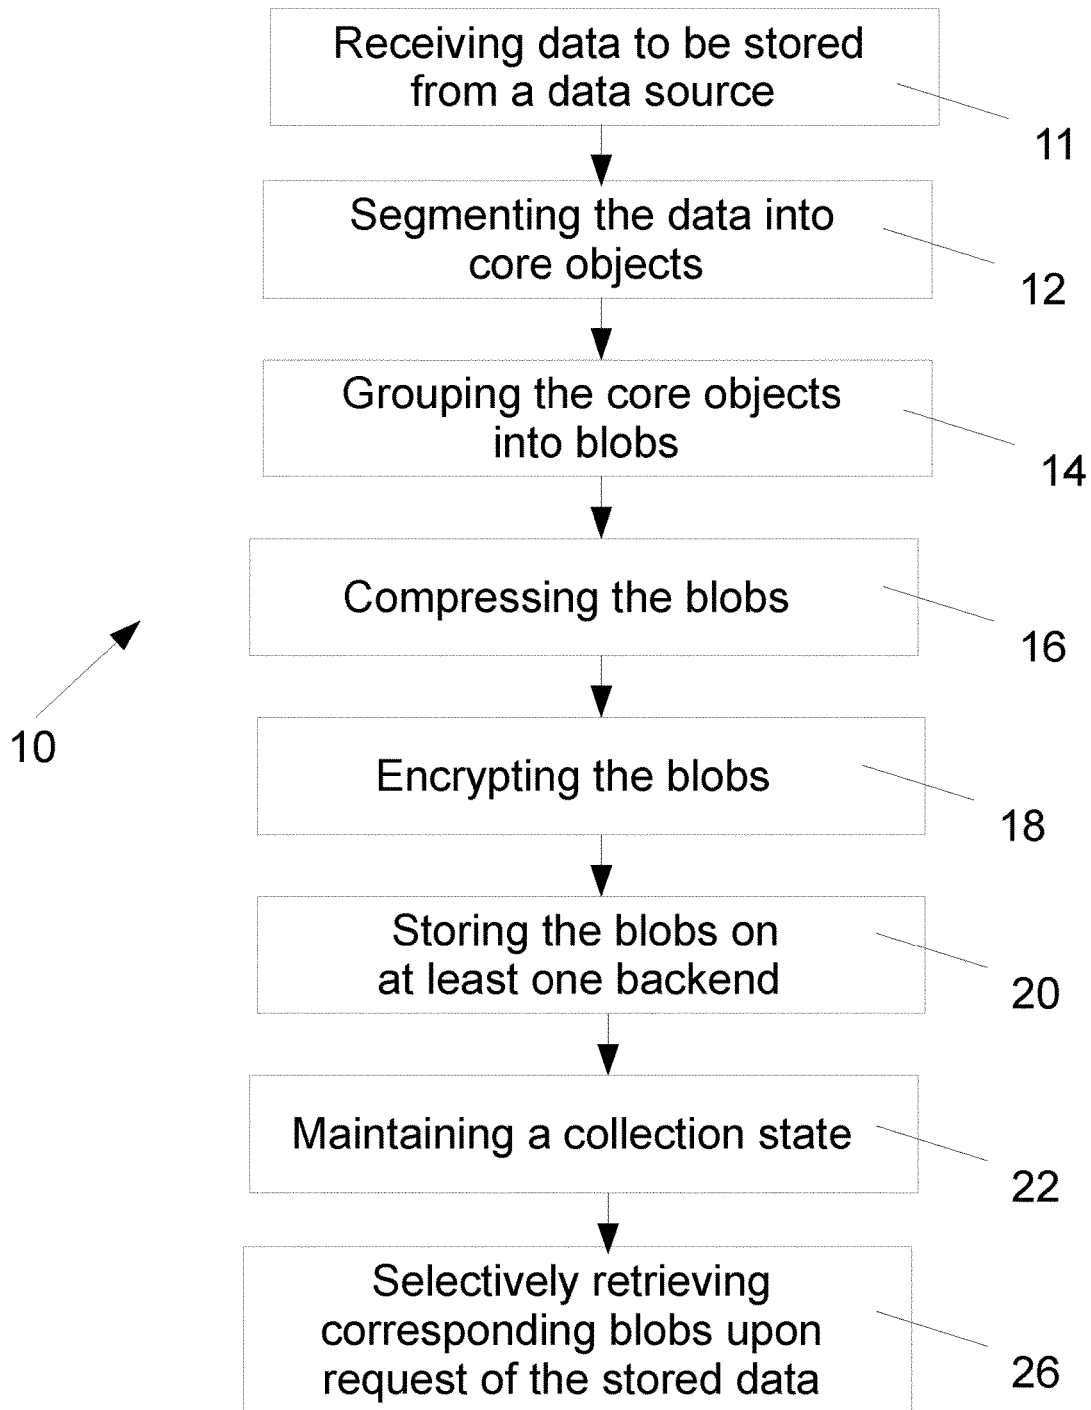 Receiving data to be stored
from a data source
11
Segmenting the data into
core objects
12
Grouping the core objects
into blobs
14
Compressing the blobs
16
10
Encrypting the blobs
18
Storing the blobs on
at least one backend
20
Maintaining a collection state
22
Selectively retrieving
corresponding blobs upon
request of the stored data
26